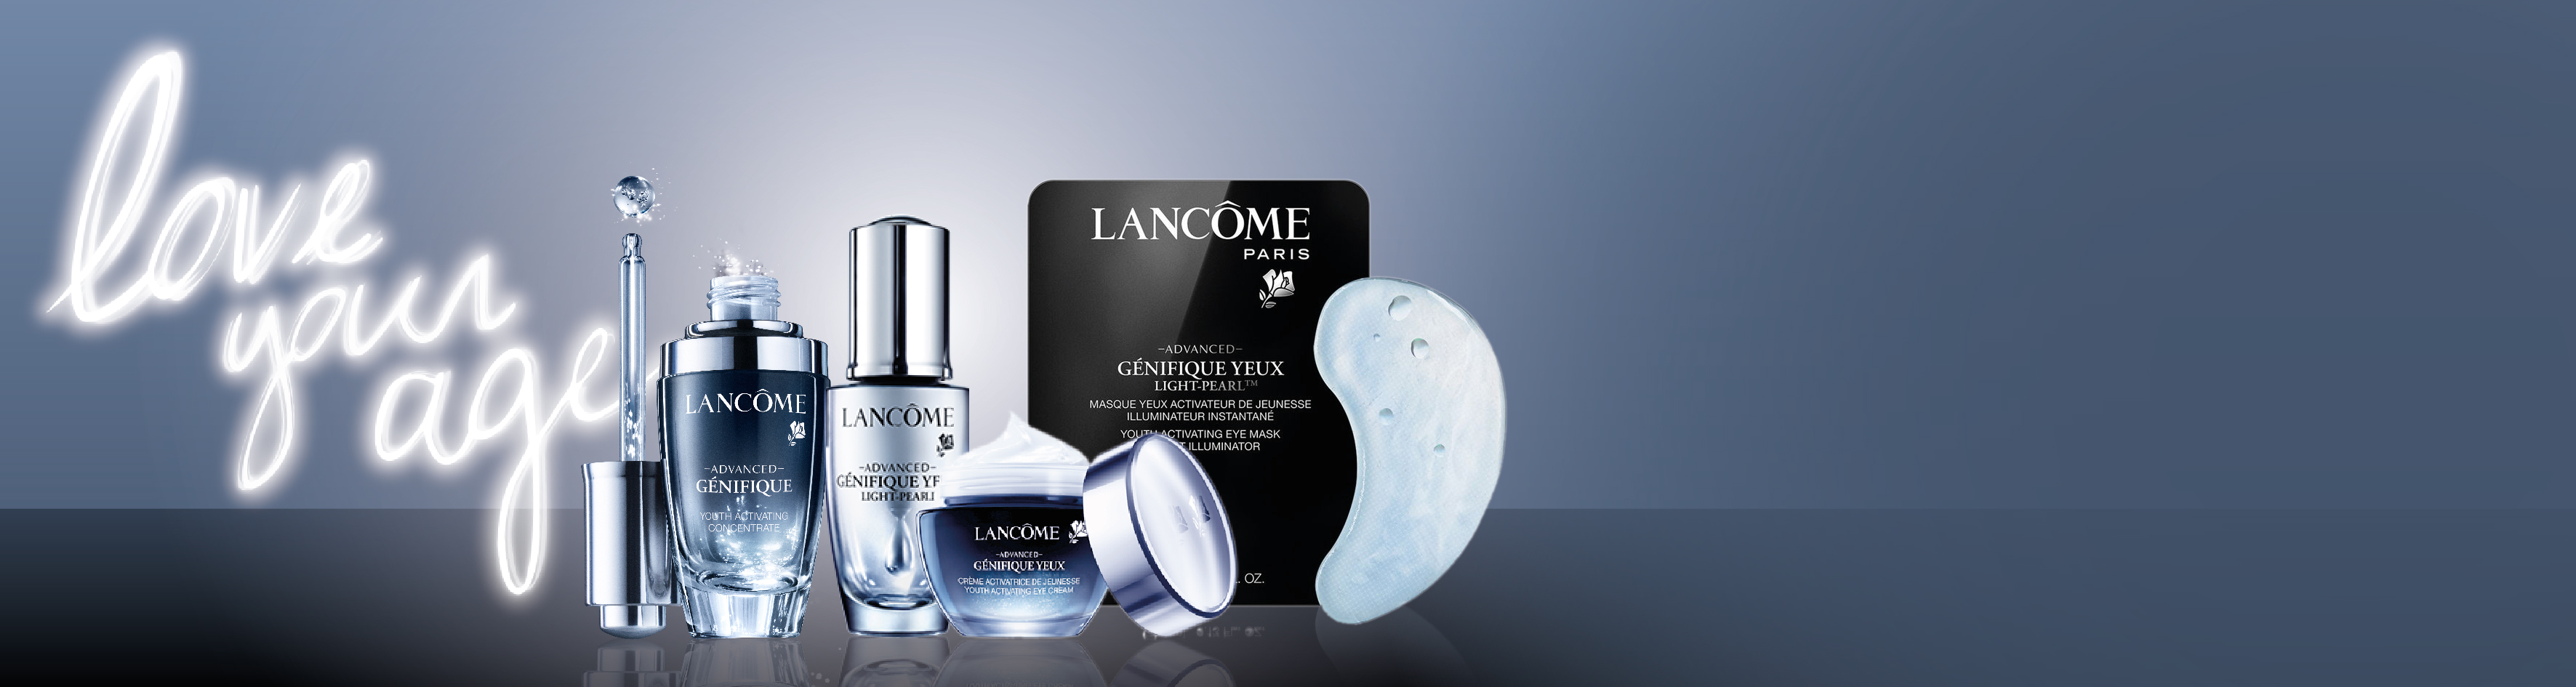 love
your
age
LANCÔME
–ADVANCED–
GÉNIFIQUE
YOUTH ACTIVATING
CONCENTRATE
LANCÔME
–ADVANCED–
GÉNIFIQUE
LIGHT-PEARL
LANCÔME
–ADVANCED–
GÉNIFIQUE YEUX
CRÈME ACTIVATRICE DE JEUNESSE
YOUTH ACTIVATING EYE CREAM
LANCÔME
PARIS
–ADVANCED–
GÉNIFIQUE YEUX
LIGHT-PEARL™
MASQUE YEUX ACTIVATEUR DE JEUNESSE
ILLUMINATEUR INSTANTANÉ
YOUTH ACTIVATING EYE MASK
ILLUMINATOR
OZ.